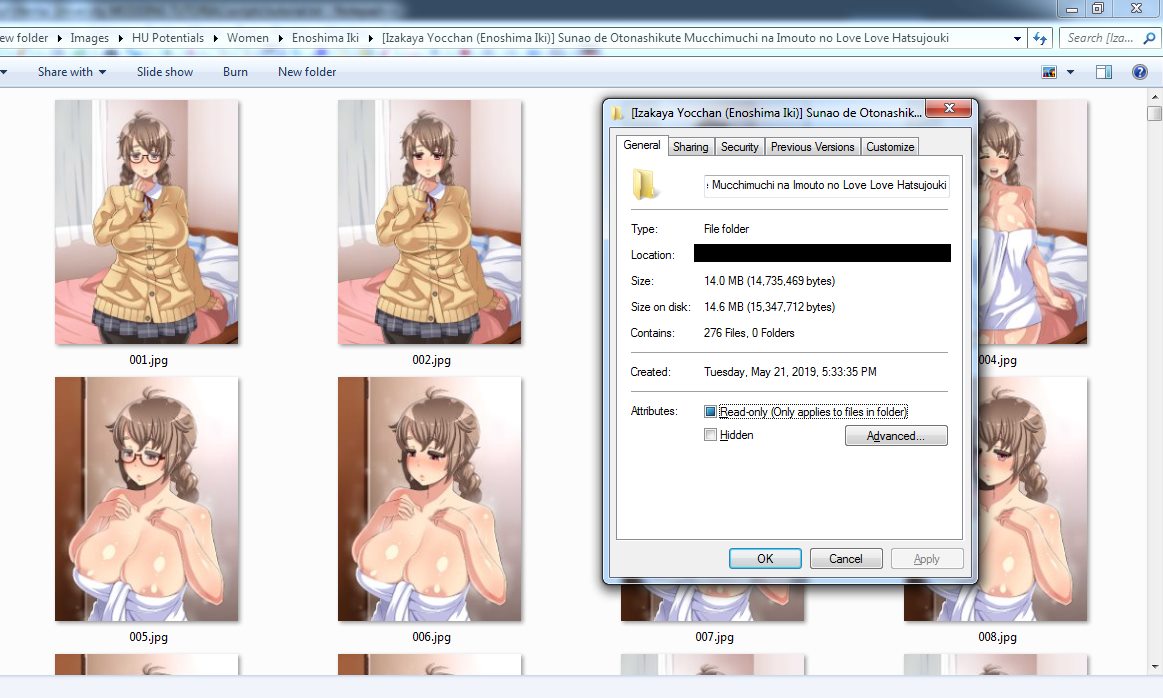 ew folder ▸ Images ▸ HU Potentials ▸ Women ▸ Enoshima Iki ▸ [Izakaya Yocchan (Enoshima Iki)] Sunao de Otonashikute Mucchimuchi na Imouto no Love Love Hatsujouki
Search [Iza...
Share with Slide show Burn New folder
[Izakaya Yocchan (Enoshima Iki)] Sunao de Otonashik...
General Sharing Security Previous Versions Customize
: Mucchimuchi na Imouto no Love Love Hatsujouki
Type: File folder
Location:
Size: 14.0 MB (14,735,469 bytes)
Size on disk: 14.6 MB (15,347,712 bytes)
Contains: 276 Files, 0 Folders
Created: Tuesday, May 21, 2019, 5:33:35 PM
Attributes: Read-only (Only applies to files in folder)
Hidden Advanced...
OK Cancel Apply
001.jpg 002.jpg 004.jpg
005.jpg 006.jpg 007.jpg 008.jpg